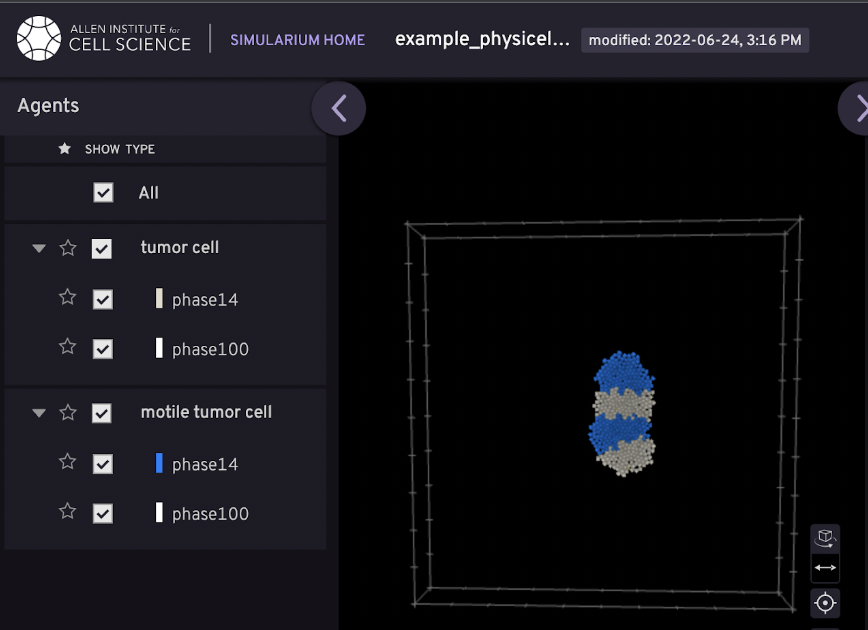 ALLEN INSTITUTE for
CELL SCIENCE
SIMULARIUM HOME
example_physicel...
modified: 2022-06-24, 3:16 PM
Agents
SHOW TYPE
All
tumor cell
phase14
phase100
motile tumor cell
phase14
phase100